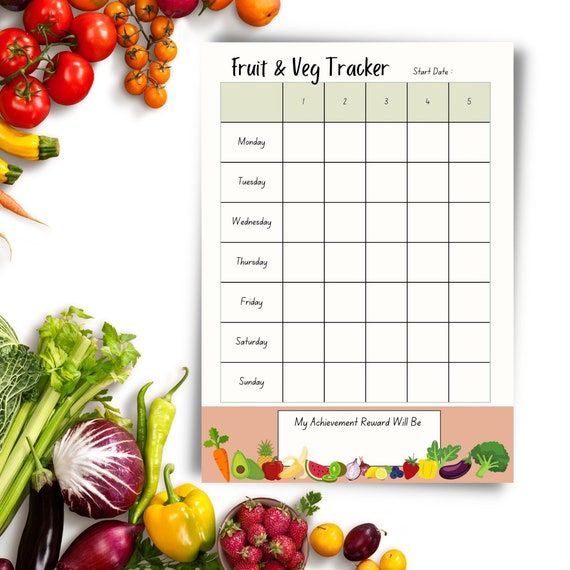 Fruit & Veg Tracker Start Date :
1 2 3 4 5
Monday
Tuesday
Wednesday
Thursday
Friday
Saturday
Sunday
My Achievement Reward Will Be